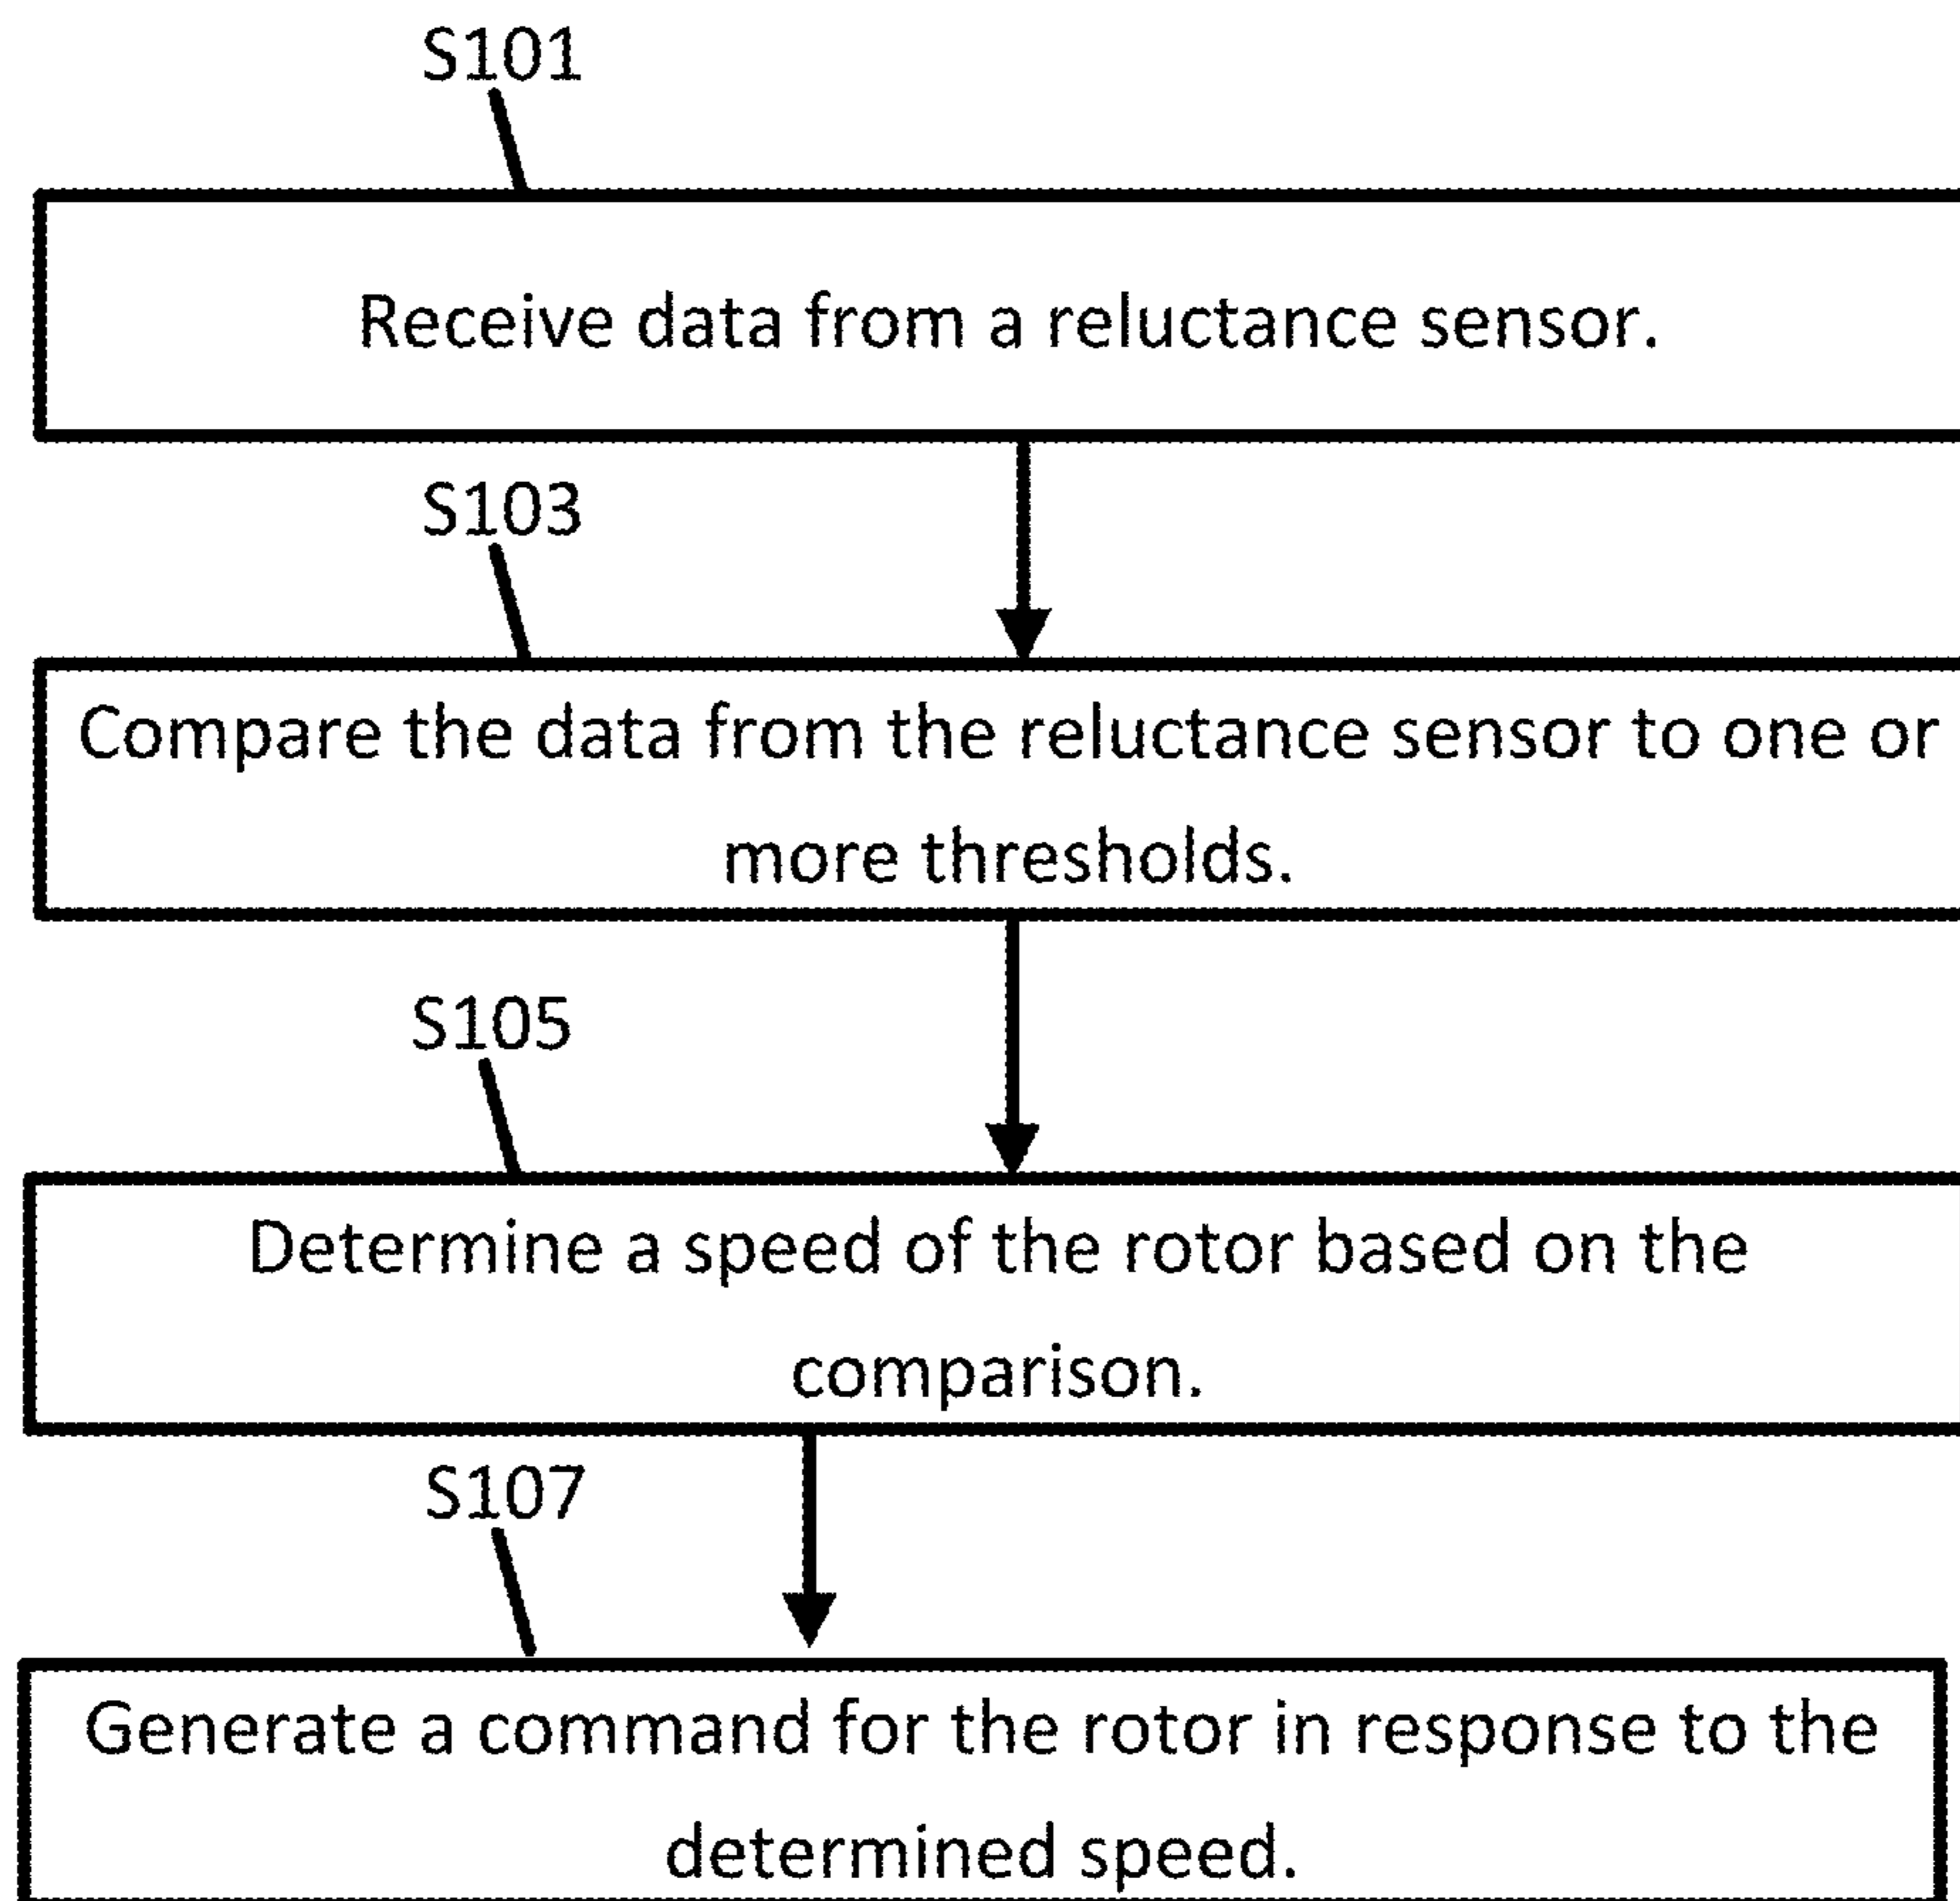 S101
Receive data from a reluctance sensor.
S103
Compare the data from the reluctance sensor to one or
more thresholds.
S105
Determine a speed of the rotor based on the
comparison.
S107
Generate a command for the rotor in response to the
determined speed.